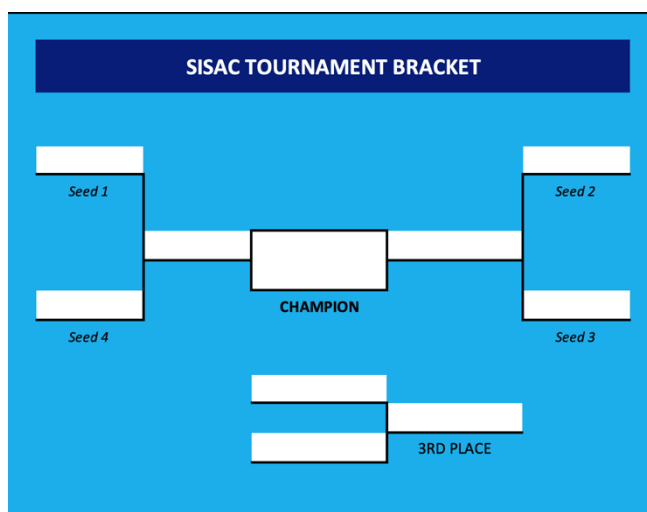 SISAC TOURNAMENT BRACKET
Seed 1
Seed 2
CHAMPION
Seed 4
Seed 3
3RD PLACE